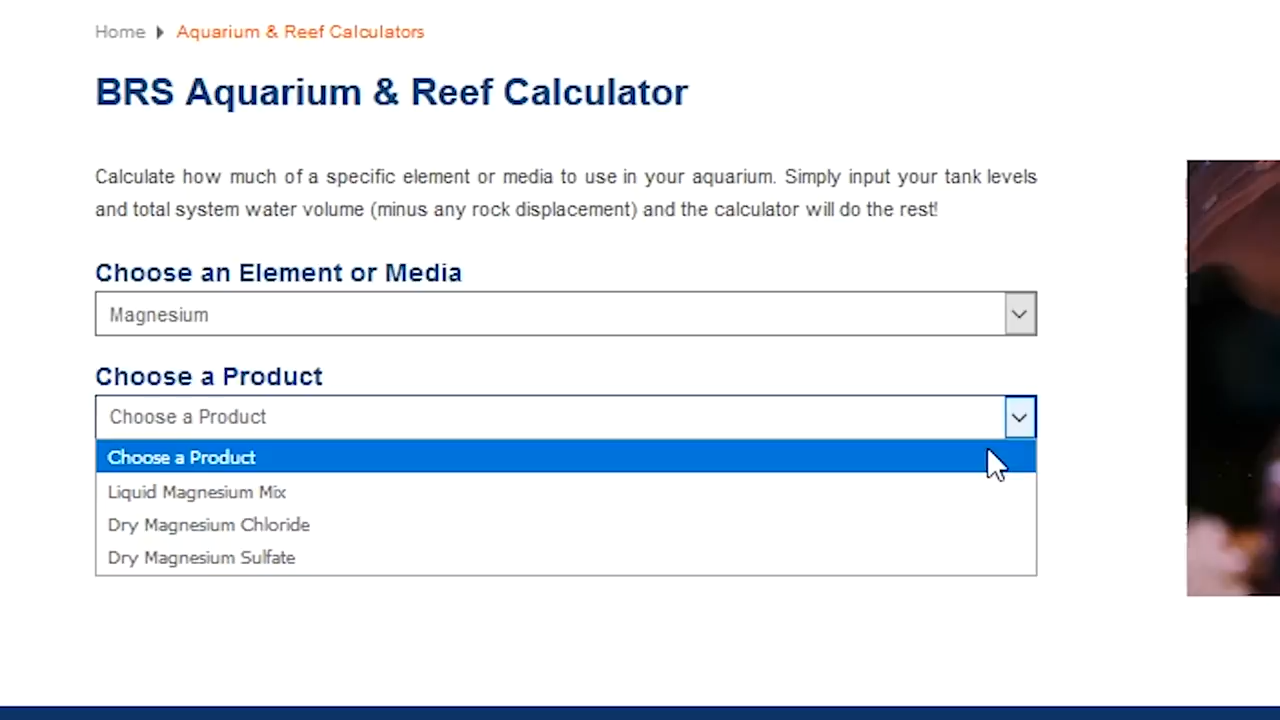 Home Aquarium & Reef Calculators
BRS Aquarium & Reef Calculator
Calculate how much of a specific element or media to use in your aquarium. Simply input your tank levels
and total system water volume (minus any rock displacement) and the calculator will do the rest!
Choose an Element or Media
Magnesium
Choose a Product
Choose a Product
Choose a Product
Liquid Magnesium Mix
Dry Magnesium Chloride
Dry Magnesium Sulfate